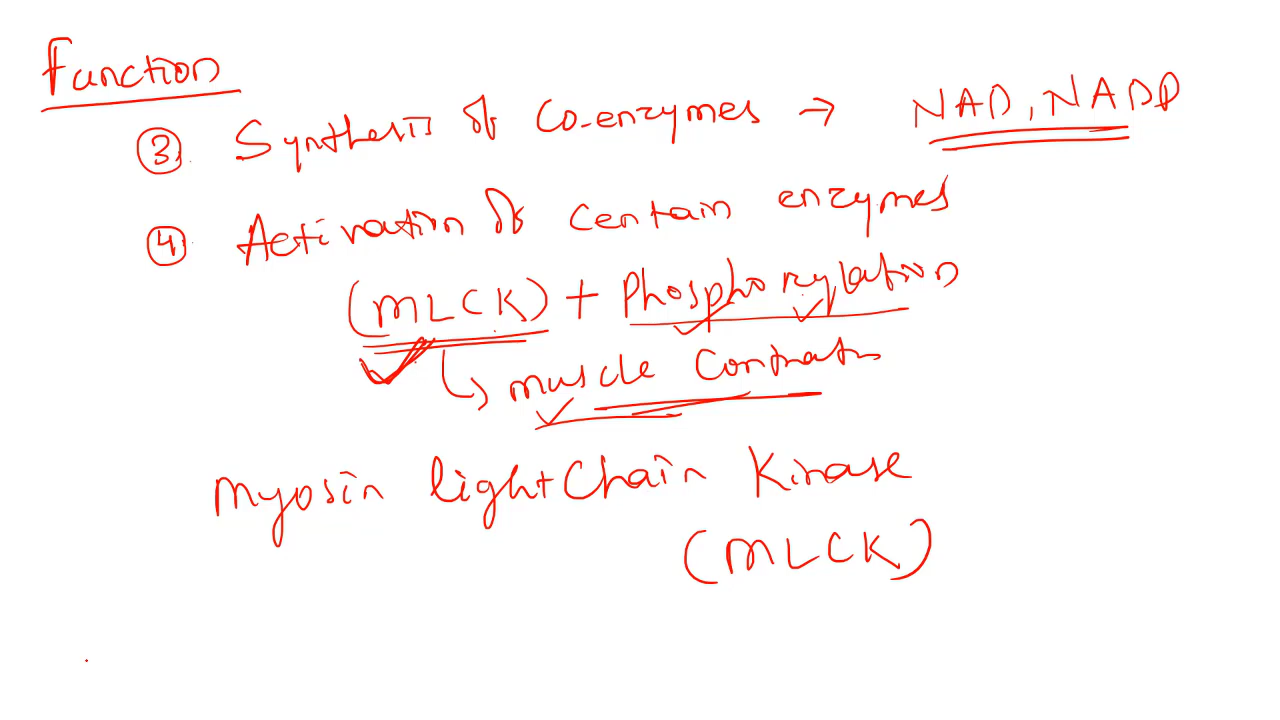 Function
③ Synthesis of Co-enzymes → NAD, NADP
④ Activation of certain enzymes
(MLCK) + Phosphorylation
↳ muscle Contraction
Myosin light Chain Kinase
(MLCK)